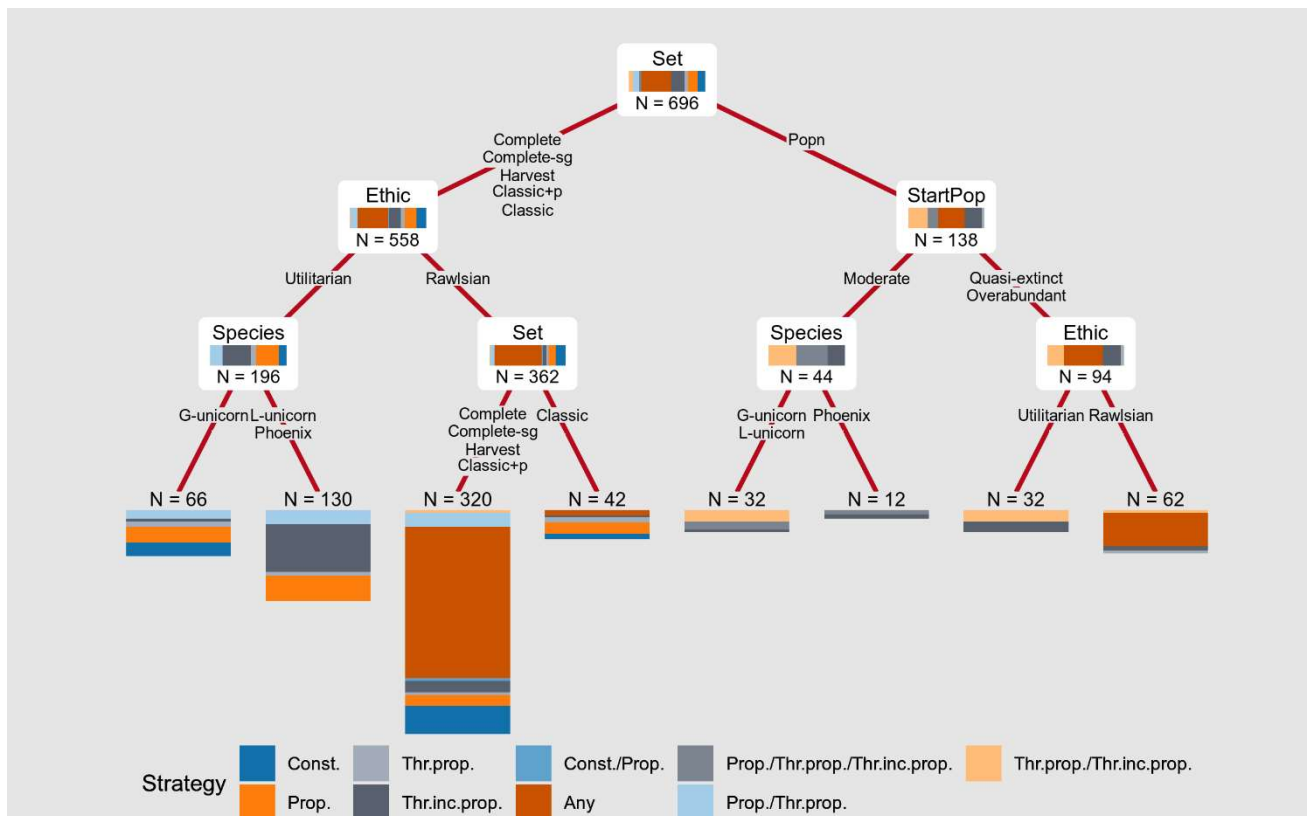 Set
N = 696
Complete
Complete-sg
Harvest
Classic+p
Classic
Popn
Ethic
N = 558
StartPop
N = 138
Utilitarian
Rawlsian
Moderate
Quasi-extinct
Overabundant
Species
N = 196
Set
N = 362
Species
N = 44
Ethic
N = 94
G-unicorn
L-unicorn
Phoenix
Complete
Complete-sg
Harvest
Classic+p
Classic
G-unicorn
L-unicorn
Phoenix
Utilitarian
Rawlsian
N = 66
N = 130
N = 320
N = 42
N = 32
N = 12
N = 32
N = 62
Strategy
Const.
Thr.prop.
Const./Prop.
Prop./Thr.prop./Thr.inc.prop.
Thr.prop./Thr.inc.prop.
Prop.
Thr.inc.prop.
Any
Prop./Thr.prop.